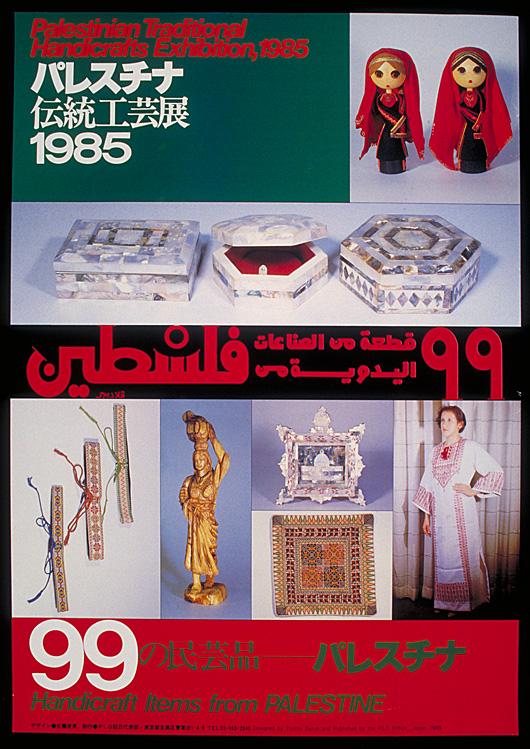 Palestinian Traditional
Handicrafts Exhibition, 1985
パレスチナ
伝統工芸展
1985
٩٩ قطعة من الصناعات
اليدوية من
فلسطين
99の民芸品——パレスチナ
Handicraft Items from PALESTINE